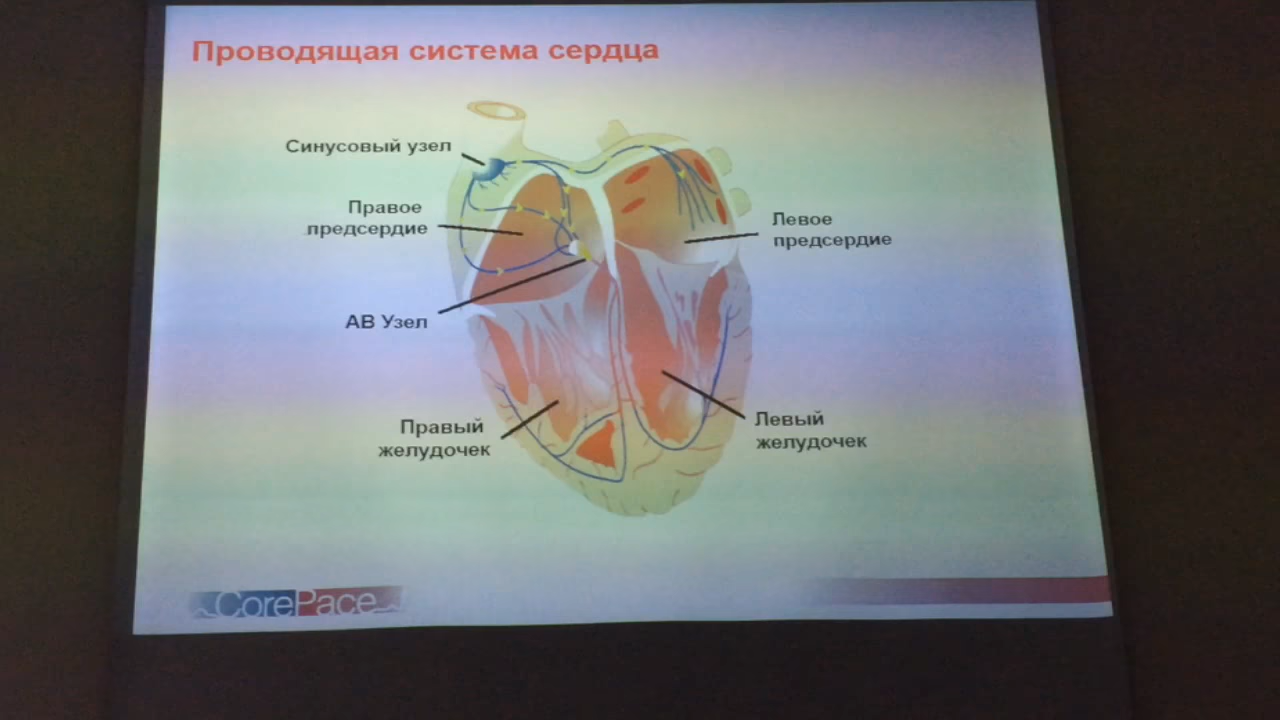 Проводящая система сердца
Синусовый узел
Правое
предсердие
Левое
предсердие
АВ Узел
Правый
желудочек
Левый
желудочек
CorePace